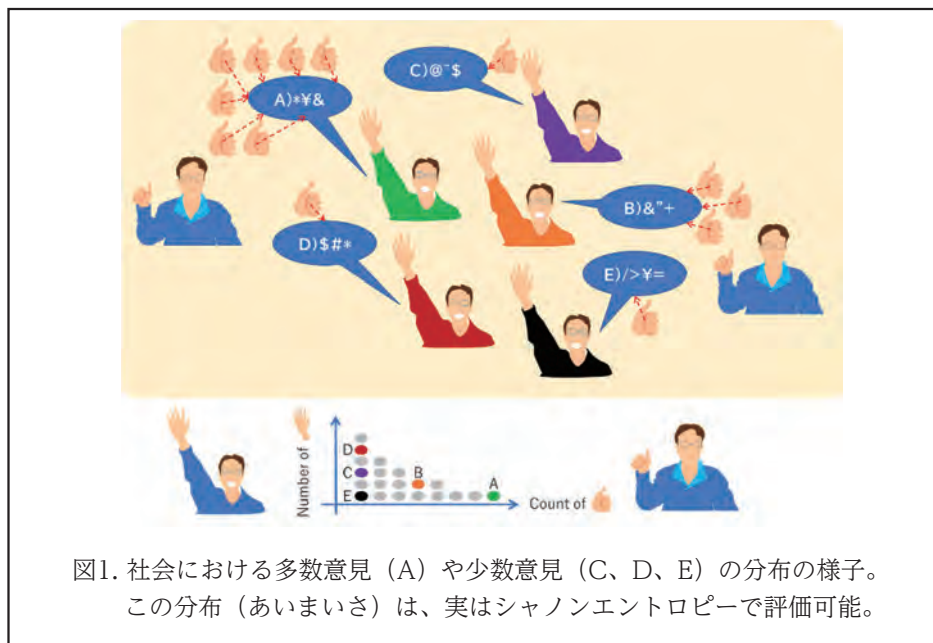 C)@~$
A)*¥&
B)&"+
D)$#*
E)/>¥=
Number of
D
C
E
B
A
Count of
図1. 社会における多数意見（A）や少数意見（C、D、E）の分布の様子。
この分布（あいまいさ）は、実はシャノンエントロピーで評価可能。